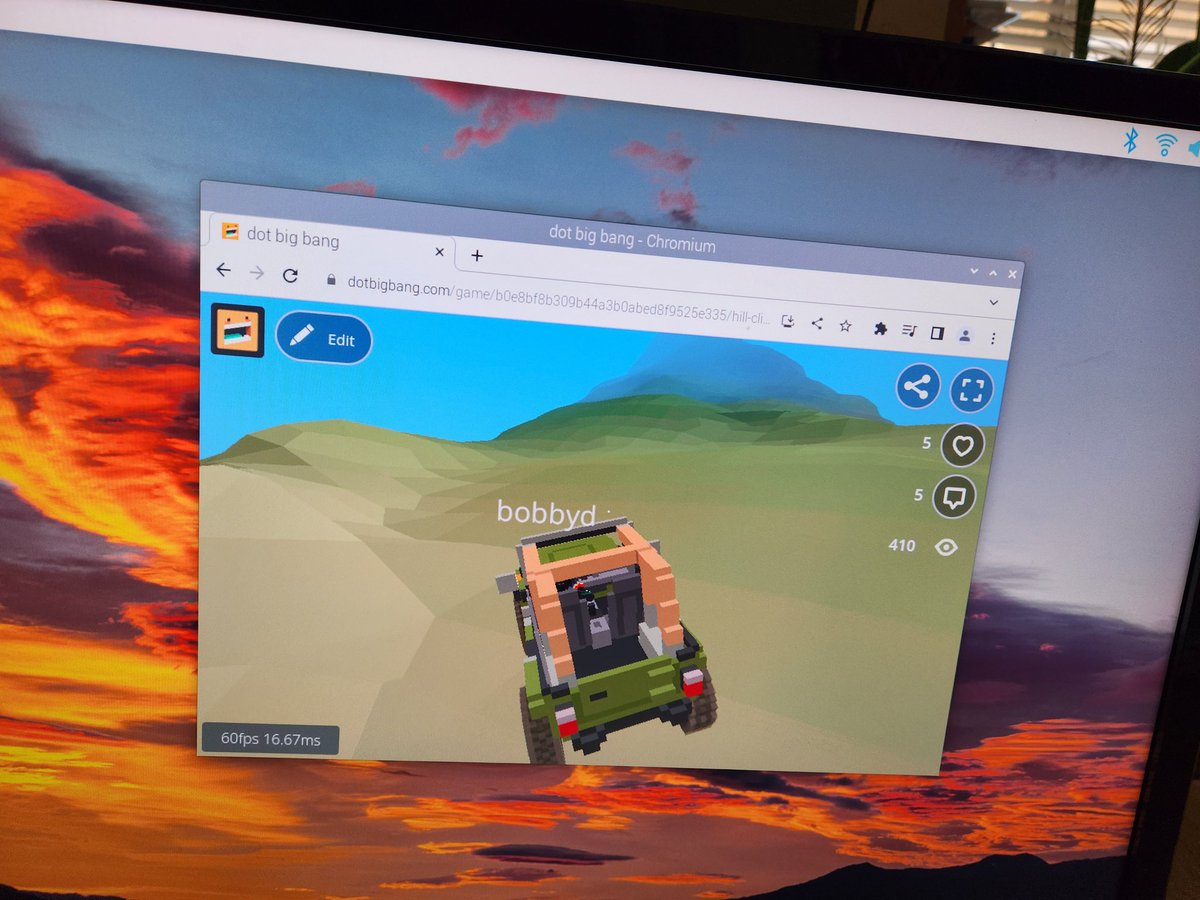 dot big bang - Chromium
dot big bang
dotbigbang.com/game/b0e8bf8b309b44a3b0abed8f9525e335/hill-cli...
Edit
5
5
410
bobbyd
60fps 16.67ms